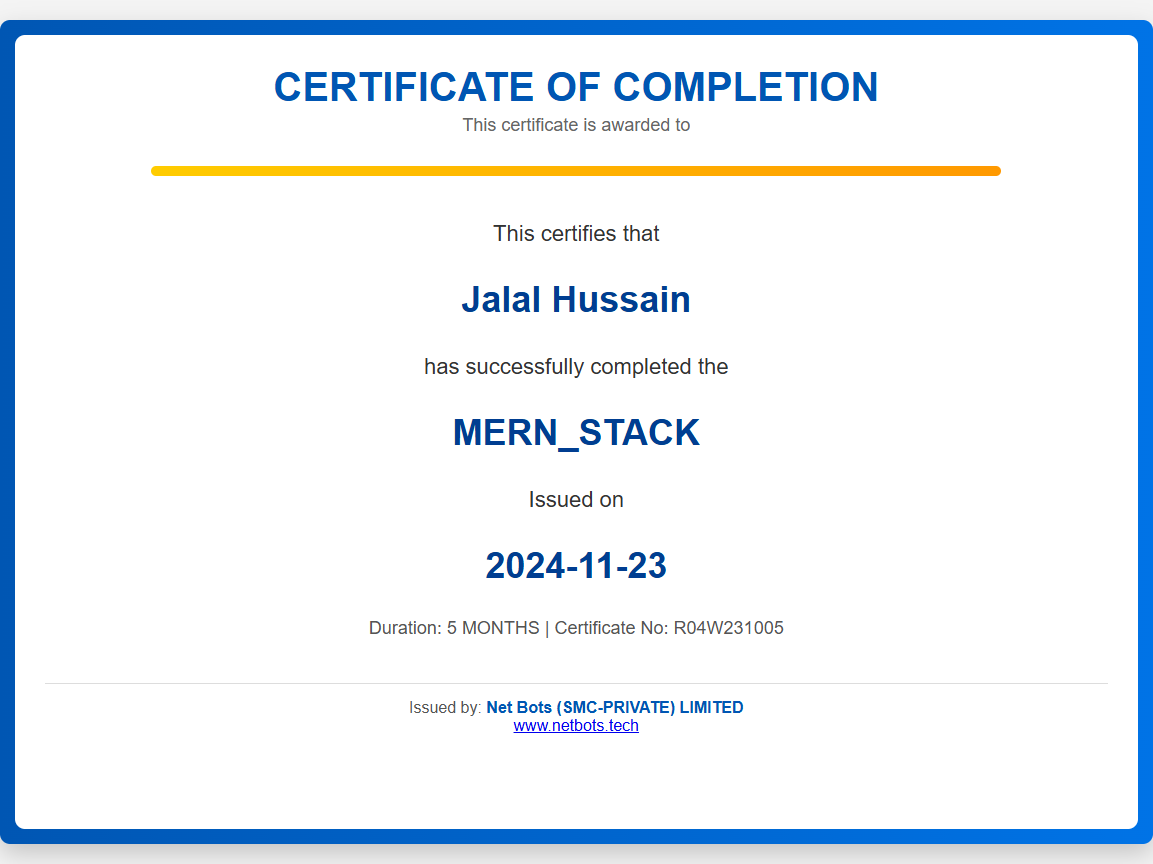 CERTIFICATE OF COMPLETION
This certificate is awarded to
This certifies that
Jalal Hussain
has successfully completed the
MERN_STACK
Issued on
2024-11-23
Duration: 5 MONTHS | Certificate No: R04W231005
Issued by: Net Bots (SMC-PRIVATE) LIMITED
www.netbots.tech